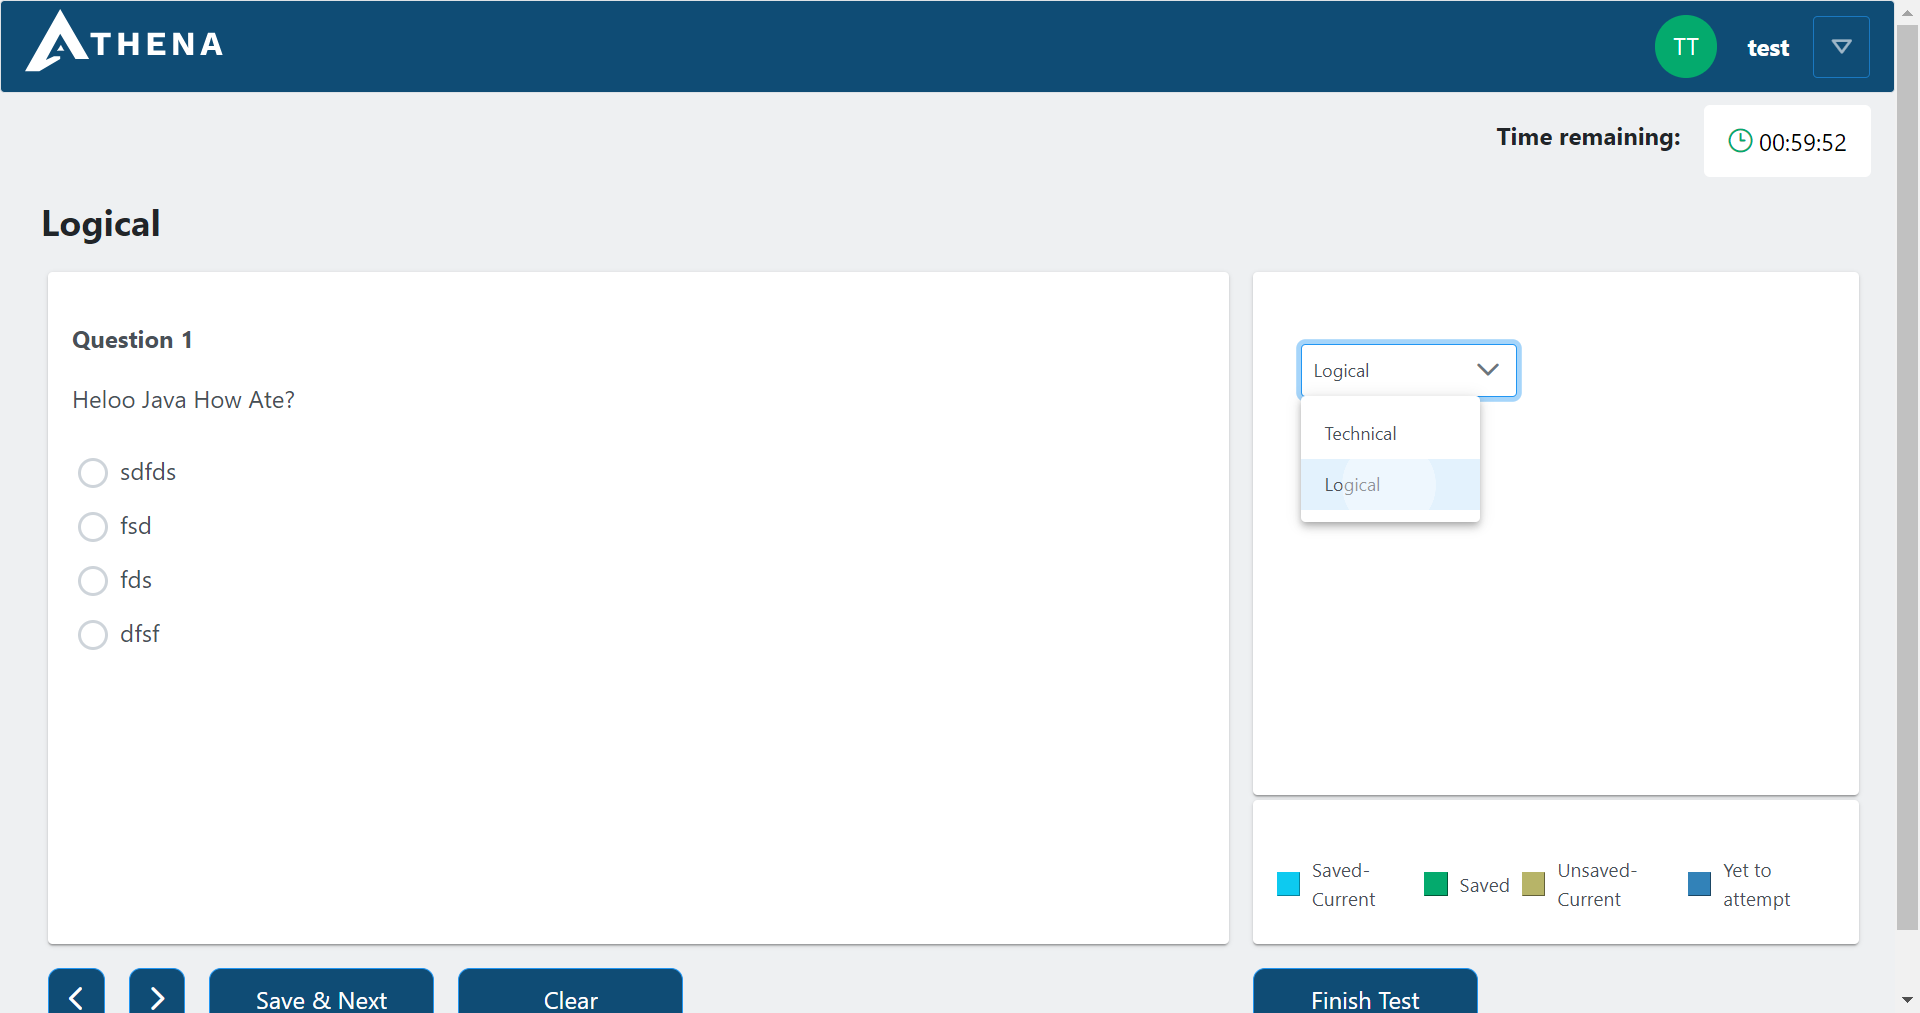 ATHENA
TT
test
Time remaining:
00:59:52
Logical
Question 1
Heloo Java How Ate?
sdfds
fsd
fds
dfsf
Logical
Technical
Logical
Saved-
Current
Saved
Unsaved-
Current
Yet to
attempt
Save & Next
Clear
Finish Test